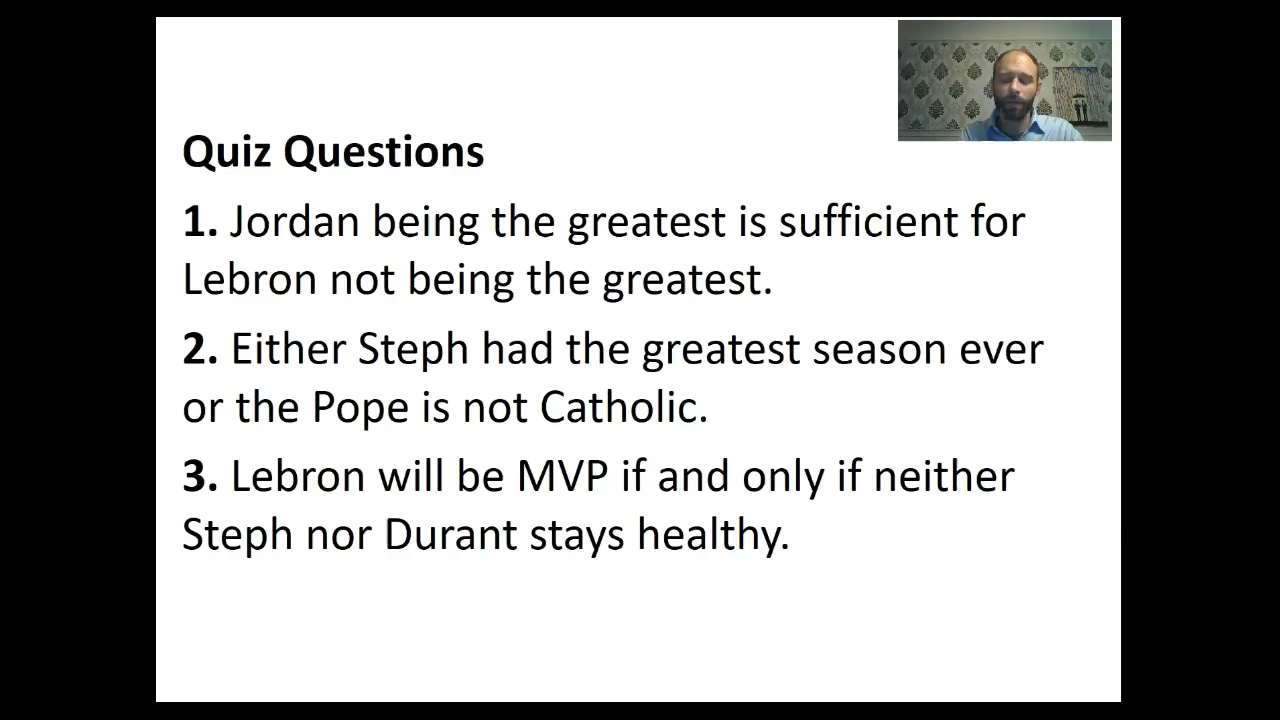 Quiz Questions
1. Jordan being the greatest is sufficient for
Lebron not being the greatest.
2. Either Steph had the greatest season ever
or the Pope is not Catholic.
3. Lebron will be MVP if and only if neither
Steph nor Durant stays healthy.